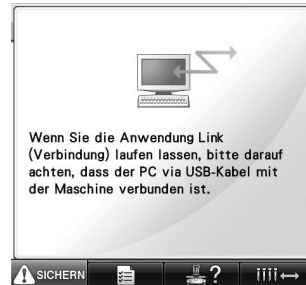 Wenn Sie die Anwendung Link
(Verbindung) laufen lassen, bitte darauf
achten, dass der PC via USB-Kabel mit
der Maschine verbunden ist.
SICHERN
?